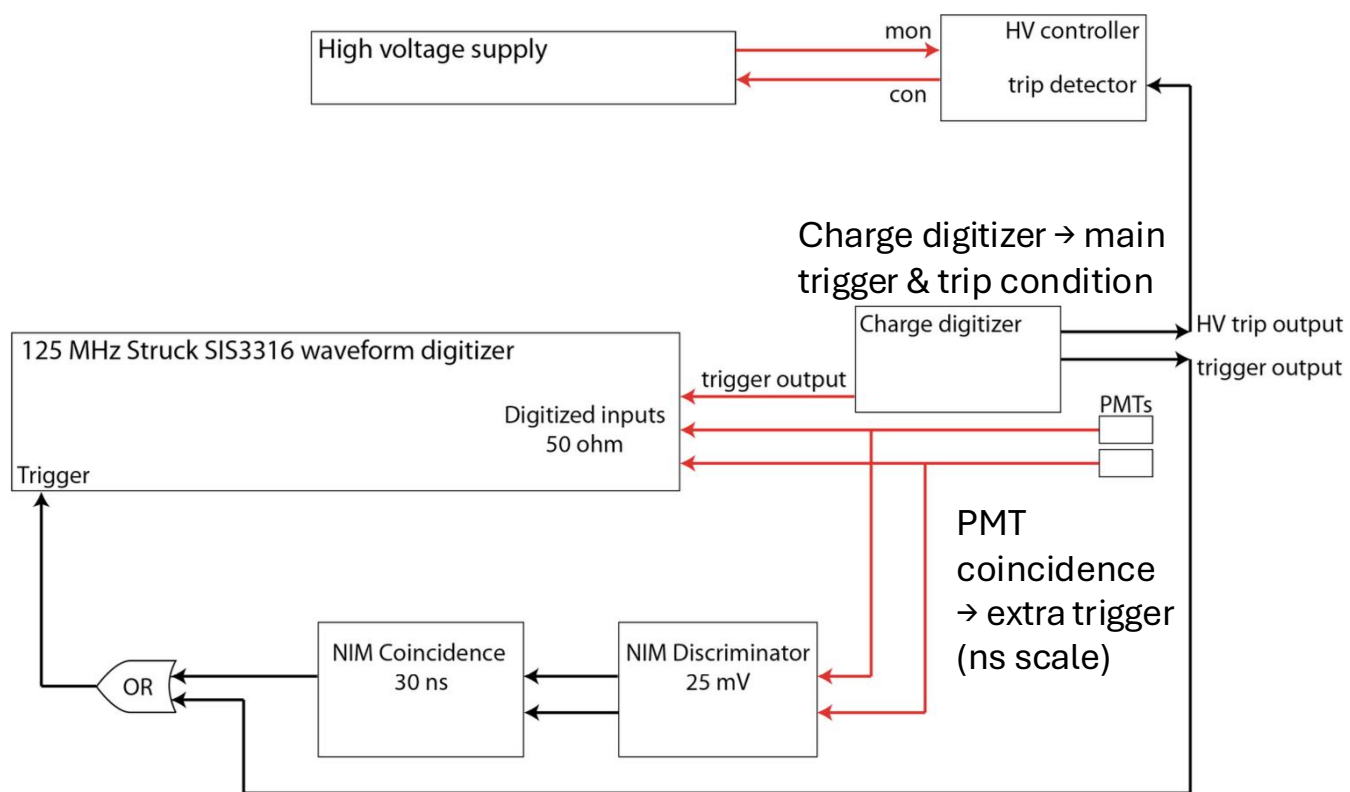 High voltage supply
mon
con
HV controller
trip detector
Charge digitizer → main
trigger & trip condition
Charge digitizer
HV trip output
trigger output
125 MHz Struck SIS3316 waveform digitizer
trigger output
Digitized inputs
50 ohm
PMTs
Trigger
PMT
coincidence
→ extra trigger
(ns scale)
OR
NIM Coincidence
30 ns
NIM Discriminator
25 mV